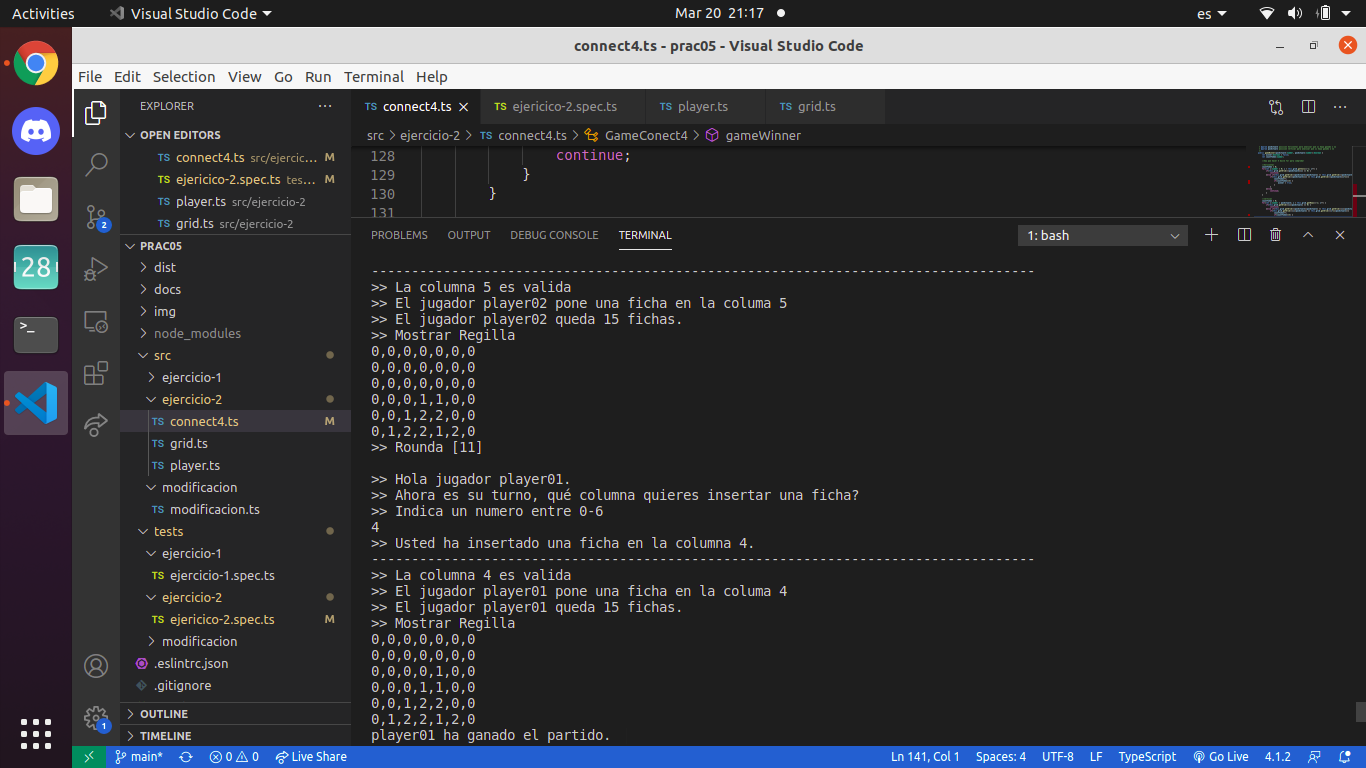 Activities
Visual Studio Code
Mar 20 21:17
es
connect4.ts - prac05 - Visual Studio Code
File Edit Selection View Go Run Terminal Help
EXPLORER
OPEN EDITORS
TS connect4.ts src/ejercic... M
TS ejericico-2.spec.ts tes... M
TS player.ts src/ejercicio-2
TS grid.ts src/ejercicio-2
PRAC05
dist
docs
img
node_modules
src
ejercicio-1
ejercicio-2
TS connect4.ts M
TS grid.ts
TS player.ts
modificacion
TS modificacion.ts
tests
ejercicio-1
TS ejercicio-1.spec.ts
ejercicio-2
TS ejericico-2.spec.ts M
modificacion
.eslintrc.json
.gitignore
OUTLINE
TIMELINE
28
2
1
TS connect4.ts
TS ejericico-2.spec.ts
TS player.ts
TS grid.ts
src > ejercicio-2 > TS connect4.ts > GameConect4 > gameWinner
128 continue;
129 }
130 }
131
PROBLEMS OUTPUT DEBUG CONSOLE TERMINAL
1: bash
-----------------------------------------------------------------------------------
>> La columna 5 es valida
>> El jugador player02 pone una ficha en la columa 5
>> El jugador player02 queda 15 fichas.
>> Mostrar Regilla
0,0,0,0,0,0,0
0,0,0,0,0,0,0
0,0,0,0,0,0,0
0,0,0,1,1,0,0
0,0,1,2,2,0,0
0,1,2,2,1,2,0
>> Rounda [11]
>> Hola jugador player01.
>> Ahora es su turno, qué columna quieres insertar una ficha?
>> Indica un numero entre 0-6
4
>> Usted ha insertado una ficha en la columna 4.
-----------------------------------------------------------------------------------
>> La columna 4 es valida
>> El jugador player01 pone una ficha en la columa 4
>> El jugador player01 queda 15 fichas.
>> Mostrar Regilla
0,0,0,0,0,0,0
0,0,0,0,0,0,0
0,0,0,0,1,0,0
0,0,0,1,1,0,0
0,0,1,2,2,0,0
0,1,2,2,1,2,0
player01 ha ganado el partido.
main* 0 0 Live Share
Ln 141, Col 1 Spaces: 4 UTF-8 LF TypeScript Go Live 4.1.2